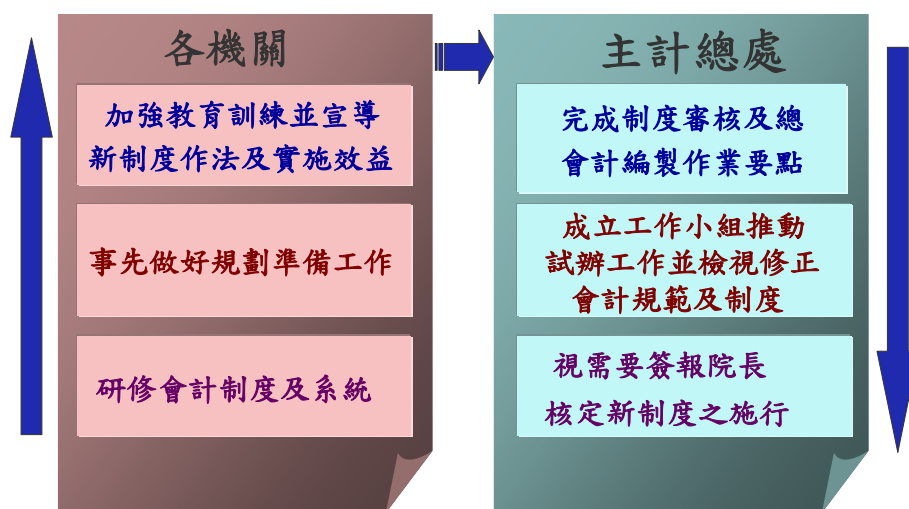 各機關
加強教育訓練並宣導
新制度作法及實施效益
事先做好規劃準備工作
研修會計制度及系統
主計總處
完成制度審核及總
會計編製作業要點
成立工作小組推動
試辦工作並檢視修正
會計規範及制度
視需要簽報院長
核定新制度之施行